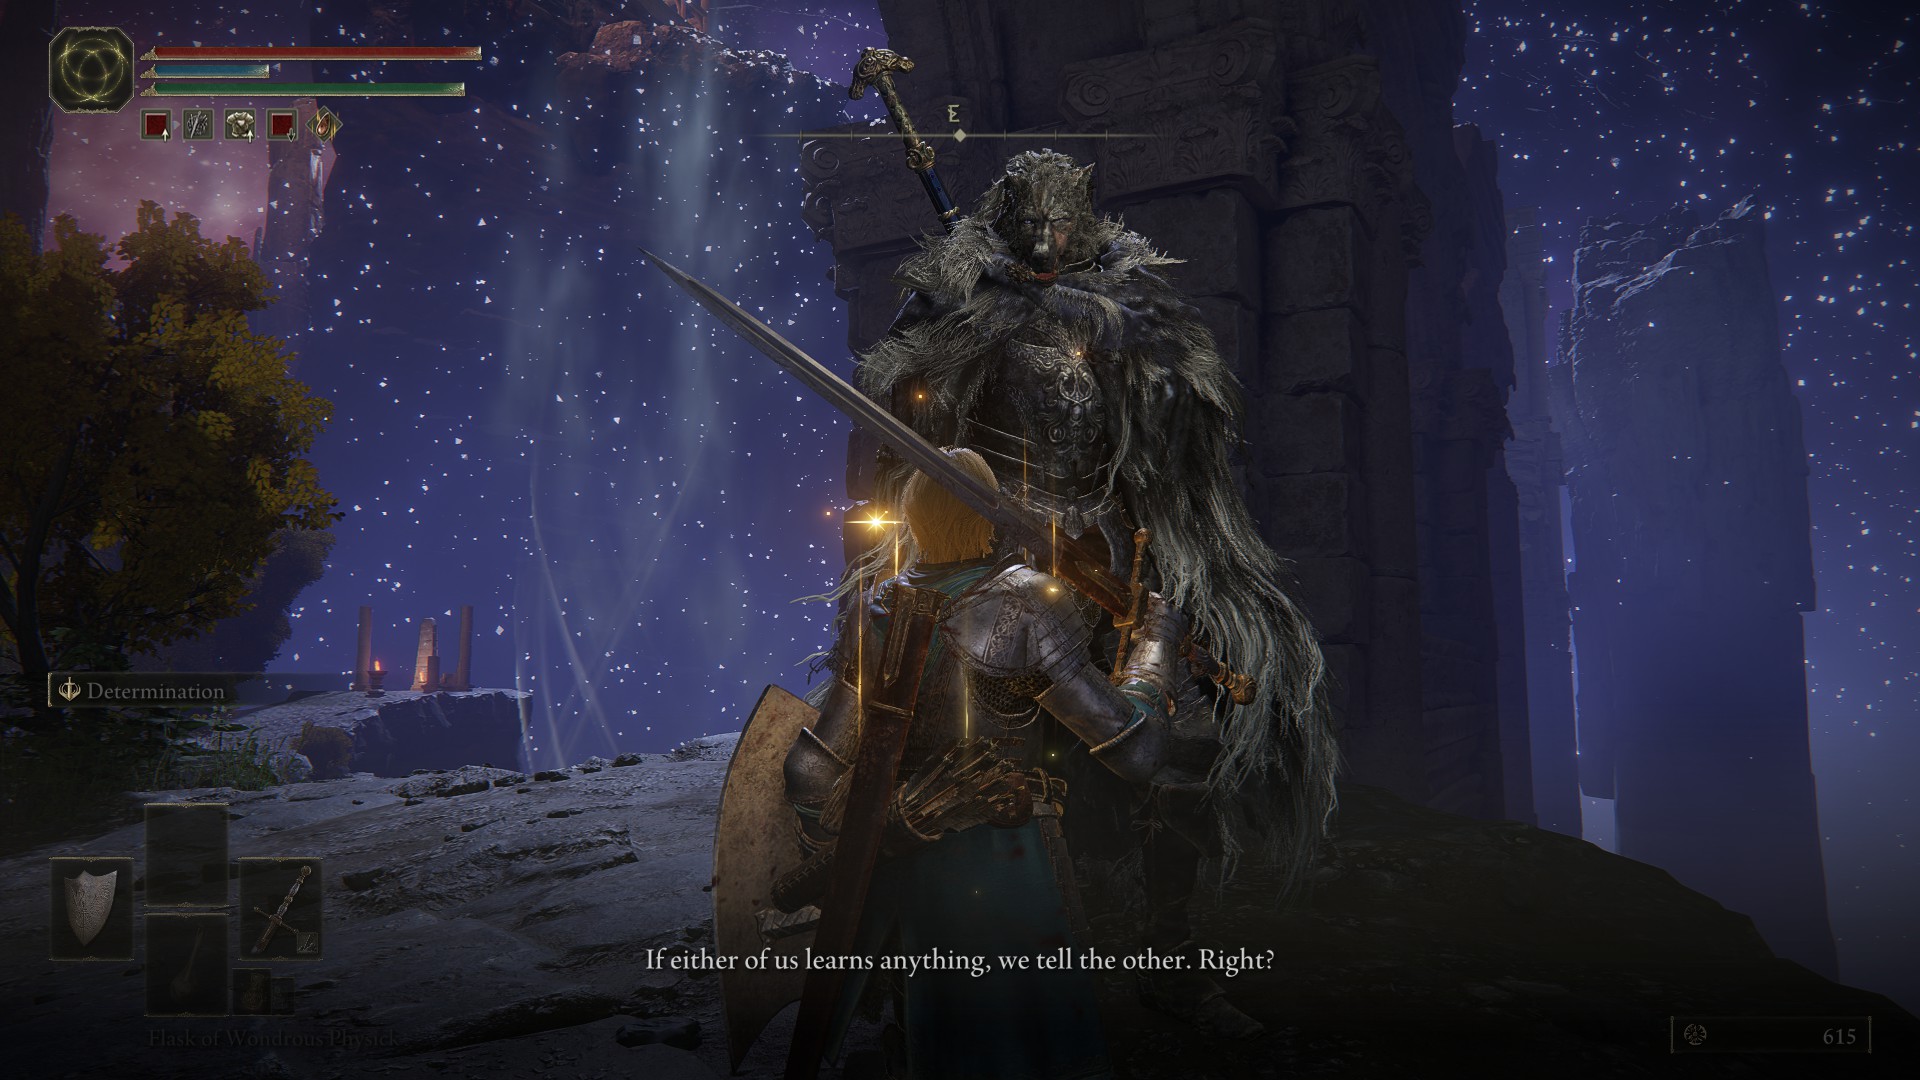 E
Determination
If either of us learns anything, we tell the other. Right?
Flask of Wondrous Physick
615